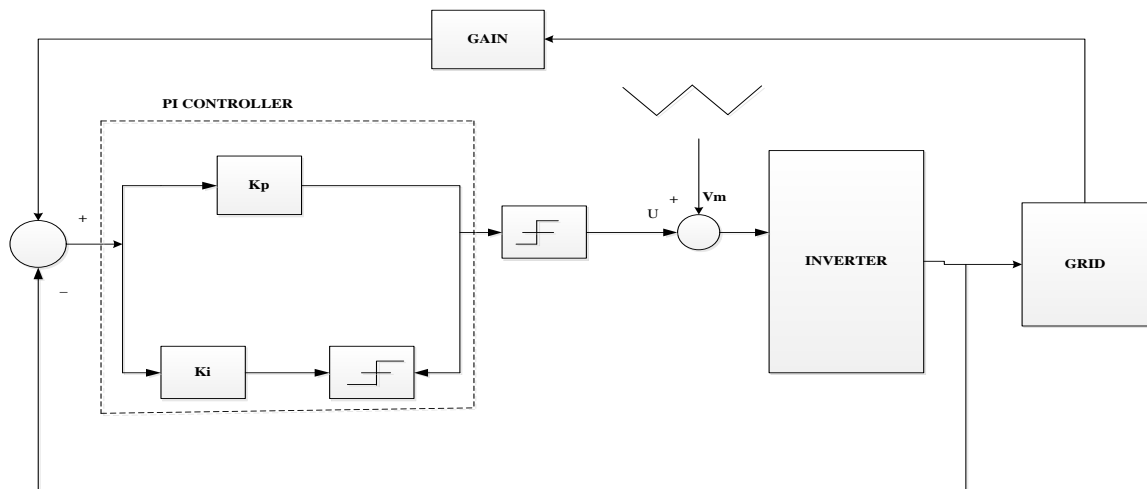 GAIN
PI CONTROLLER
Kp
+
U
+
Vm
INVERTER
GRID
−
Ki